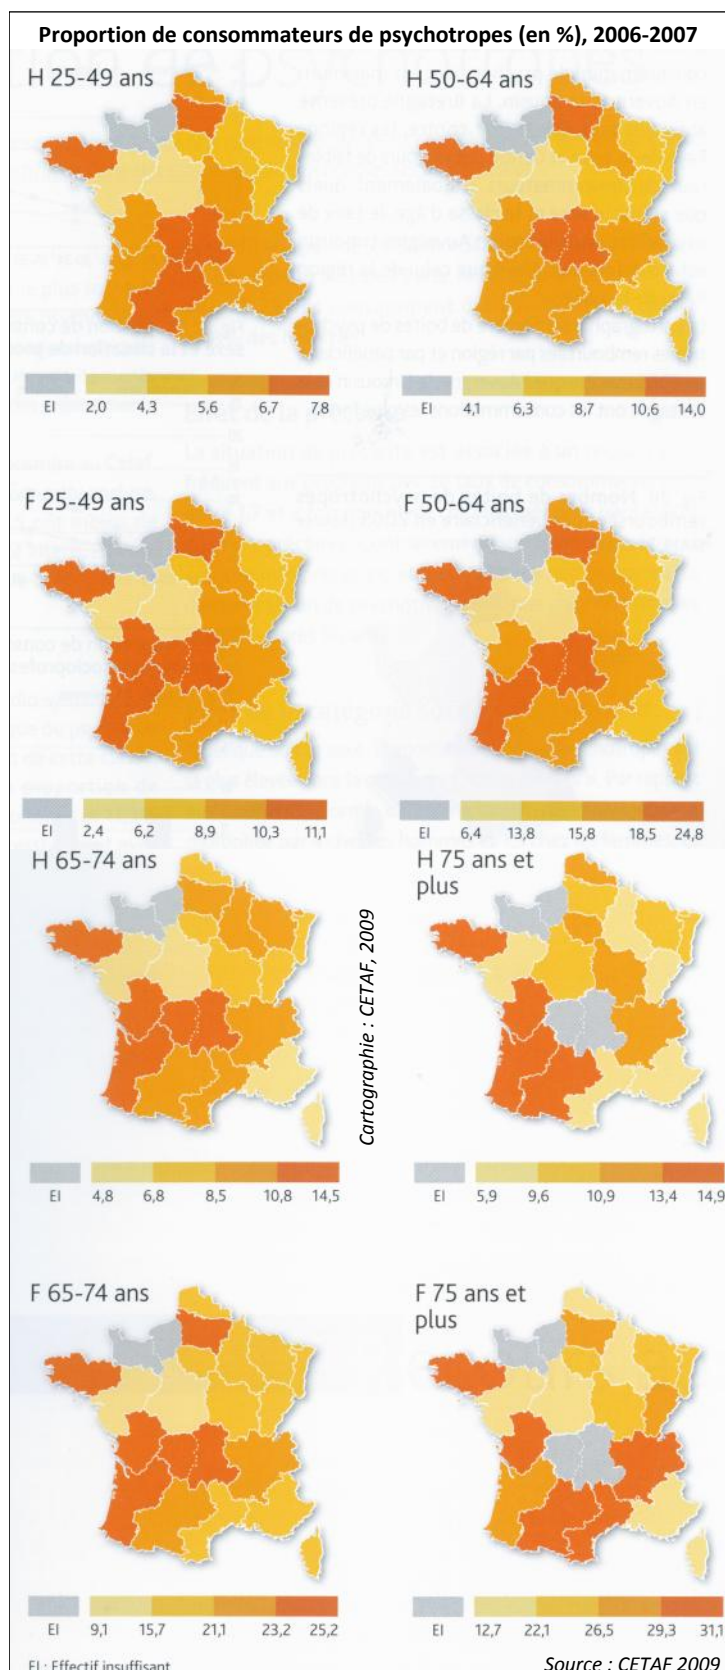 Proportion de consommateurs de psychotropes (en %), 2006-2007
H 25-49 ans
H 50-64 ans
EI 2,0 4,3 5,6 6,7 7,8
EI 4,1 6,3 8,7 10,6 14,0
F 25-49 ans
F 50-64 ans
EI 2,4 6,2 8,9 10,3 11,1
EI 6,4 13,8 15,8 18,5 24,8
H 65-74 ans
H 75 ans et
plus
Cartographie : CETAF, 2009
EI 4,8 6,8 8,5 10,8 14,5
EI 5,9 9,6 10,9 13,4 14,9
F 65-74 ans
F 75 ans et
plus
EI 9,1 15,7 21,1 23,2 25,2
EI 12,7 22,1 26,5 29,3 31,1
EI : Effectif insuffisant
Source : CETAF 2009